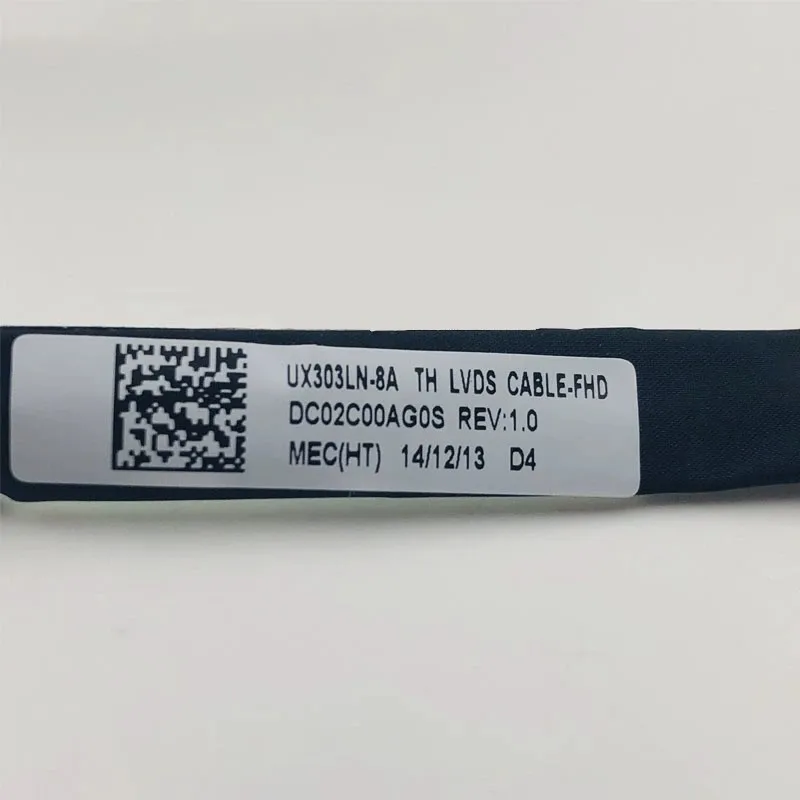 UX303LN-8A TH LVDS CABLE-FHD
DC02C00AG0S REV:1.0
MEC(HT) 14/12/13 D4